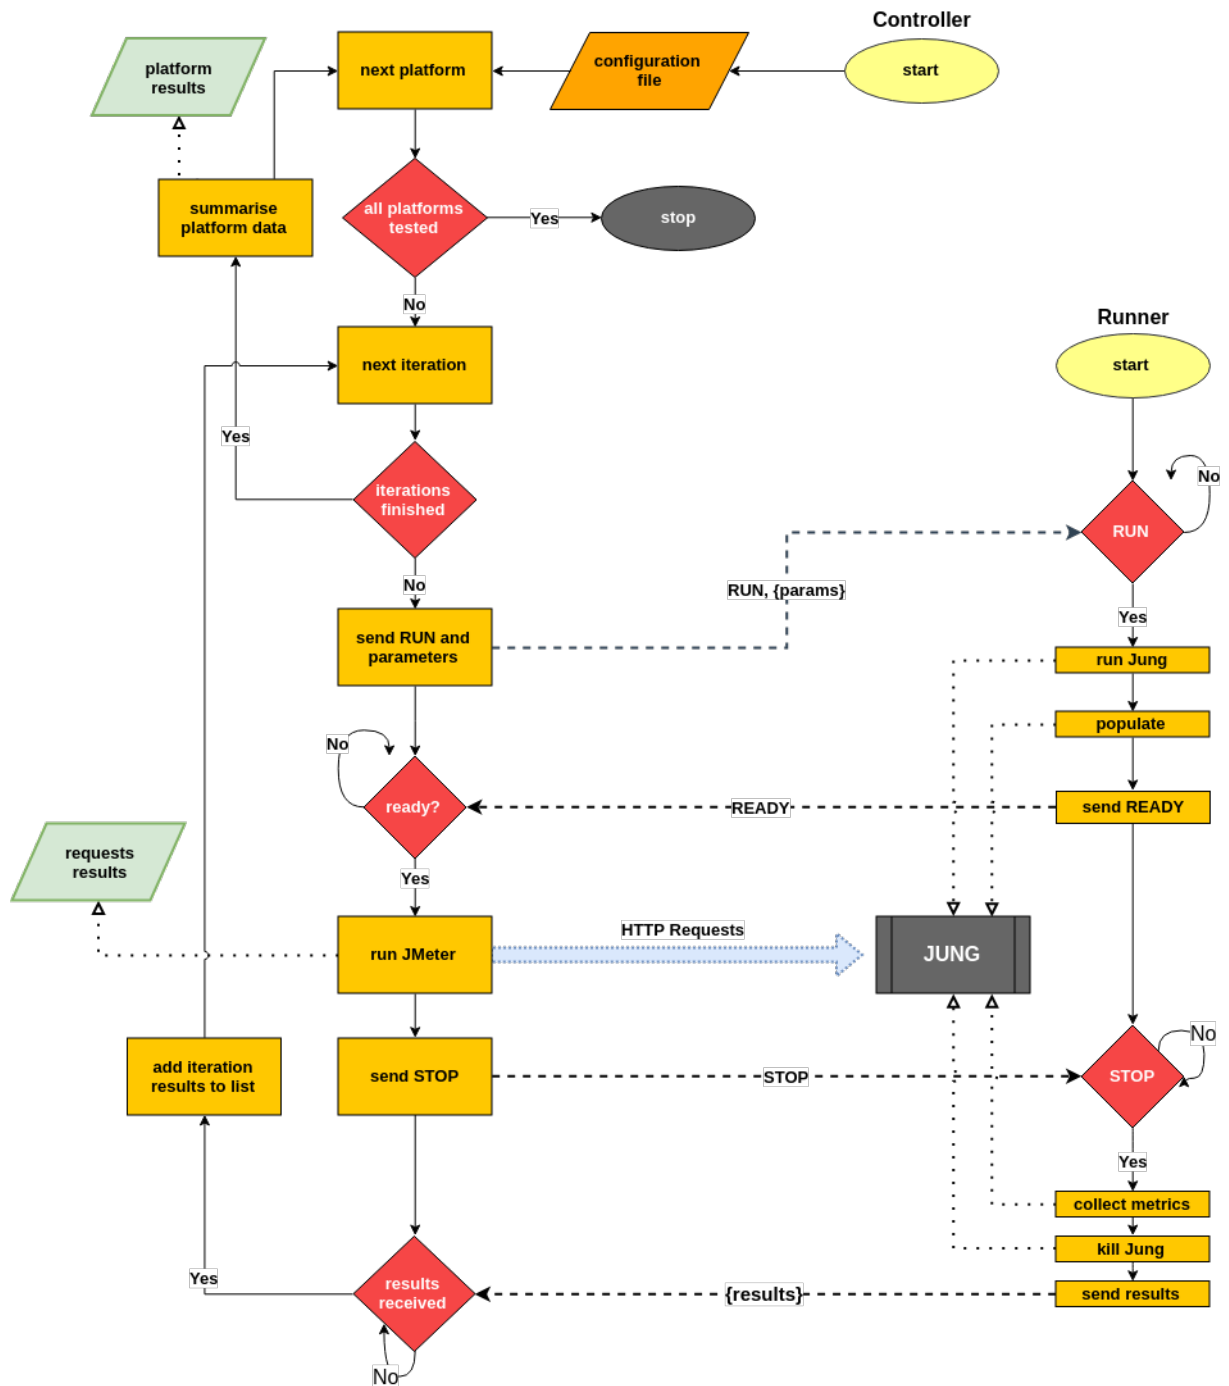 Controller
platform
results
next platform
configuration
file
start
summarise
platform data
all platforms
tested
Yes
stop
No
Runner
next iteration
start
Yes
iterations
finished
No
RUN
No
RUN, {params}
Yes
send RUN and
parameters
run Jung
populate
No
ready?
READY
send READY
requests
results
Yes
run JMeter
HTTP Requests
JUNG
add iteration
results to list
send STOP
STOP
STOP
No
Yes
collect metrics
kill Jung
Yes
results
received
{results}
send results
No